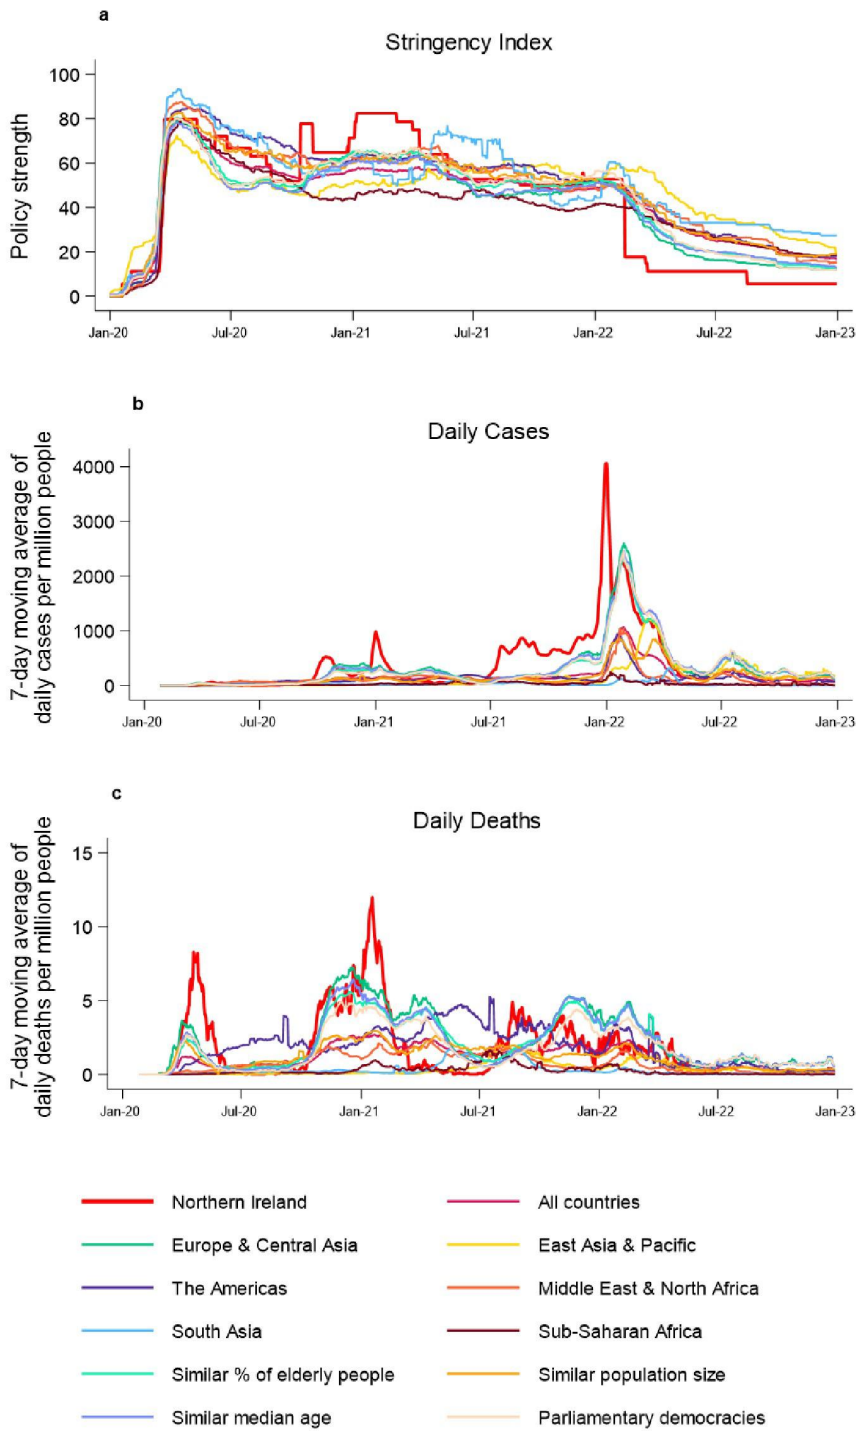 a
Stringency Index
Policy strength
100
80
60
40
20
0
Jan-20 Jul-20 Jan-21 Jul-21 Jan-22 Jul-22 Jan-23
b
Daily Cases
7-day moving average of
daily cases per million people
4000
3000
2000
1000
0
Jan-20 Jul-20 Jan-21 Jul-21 Jan-22 Jul-22 Jan-23
c
Daily Deaths
7-day moving average of
daily deaths per million people
15
10
5
0
Jan-20 Jul-20 Jan-21 Jul-21 Jan-22 Jul-22 Jan-23
Northern Ireland All countries
Europe & Central Asia East Asia & Pacific
The Americas Middle East & North Africa
South Asia Sub-Saharan Africa
Similar % of elderly people Similar population size
Similar median age Parliamentary democracies